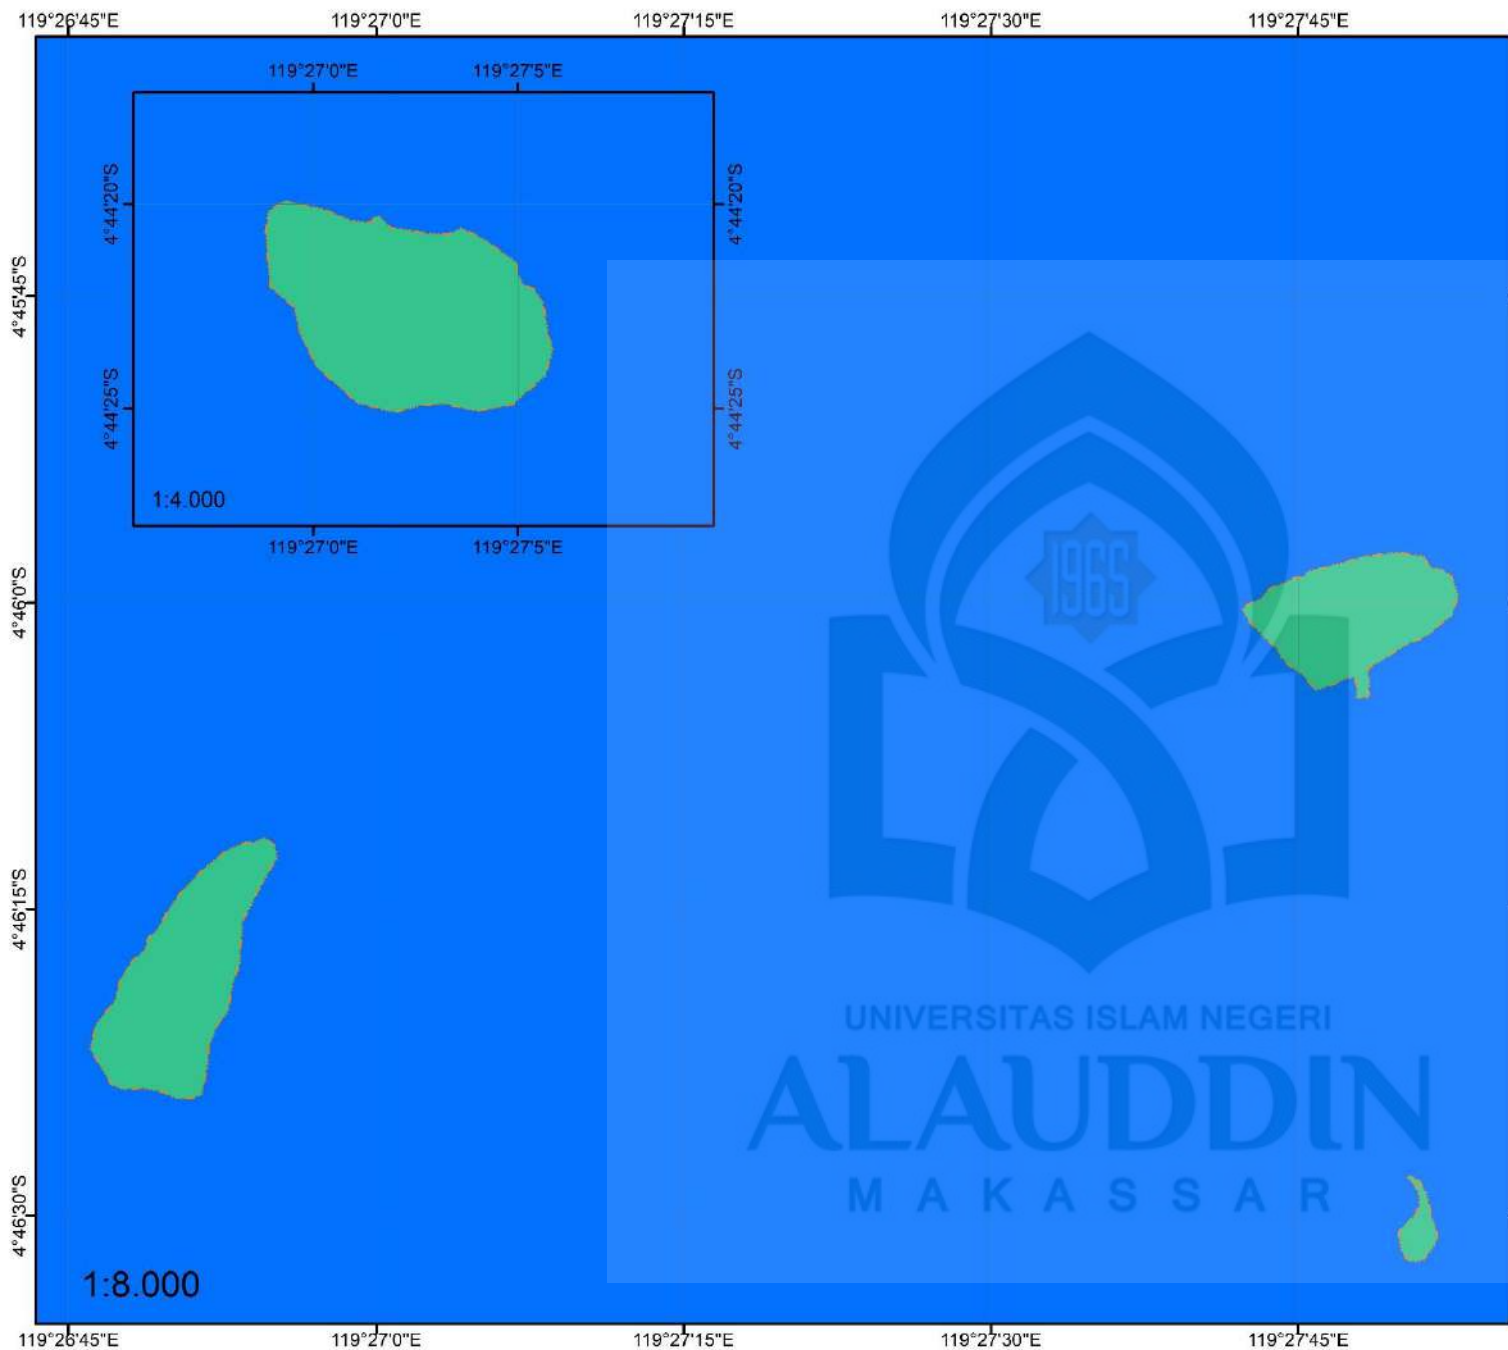 119°26'45"E 119°27'0"E 119°27'15"E 119°27'30"E 119°27'45"E
119°27'0"E 119°27'5"E
4°44'20"S 4°44'20"S
4°45'45"S
4°44'25"S 4°44'25"S
1:4.000
119°27'0"E 119°27'5"E
1965
4°46'0"S
4°46'15"S
UNIVERSITAS ISLAM NEGERI
ALAUDDIN
MAKASSAR
4°46'30"S
1:8.000
119°26'45"E 119°27'0"E 119°27'15"E 119°27'30"E 119°27'45"E